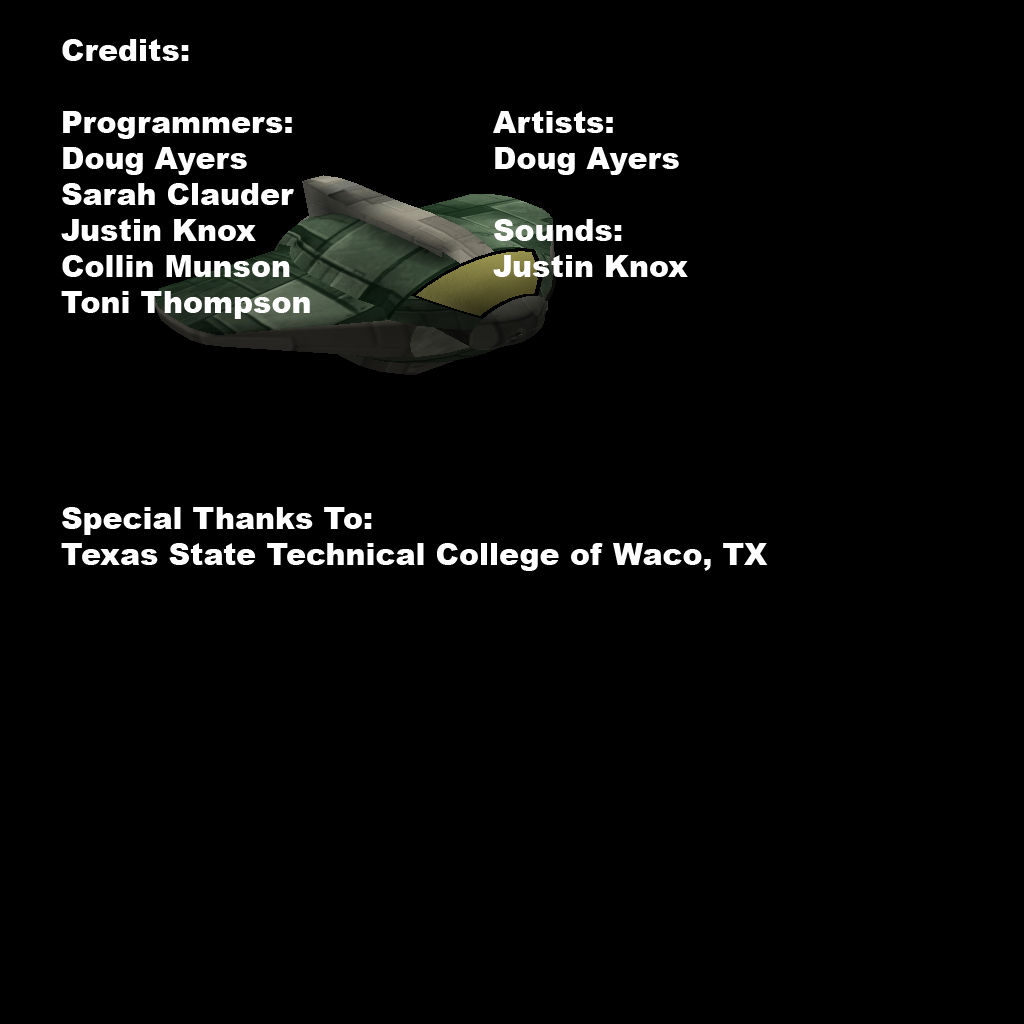 Credits:
Programmers:
Doug Ayers
Sarah Clauder
Justin Knox
Collin Munson
Toni Thompson
Artists:
Doug Ayers
Sounds:
Justin Knox
Special Thanks To:
Texas State Technical College of Waco, TX